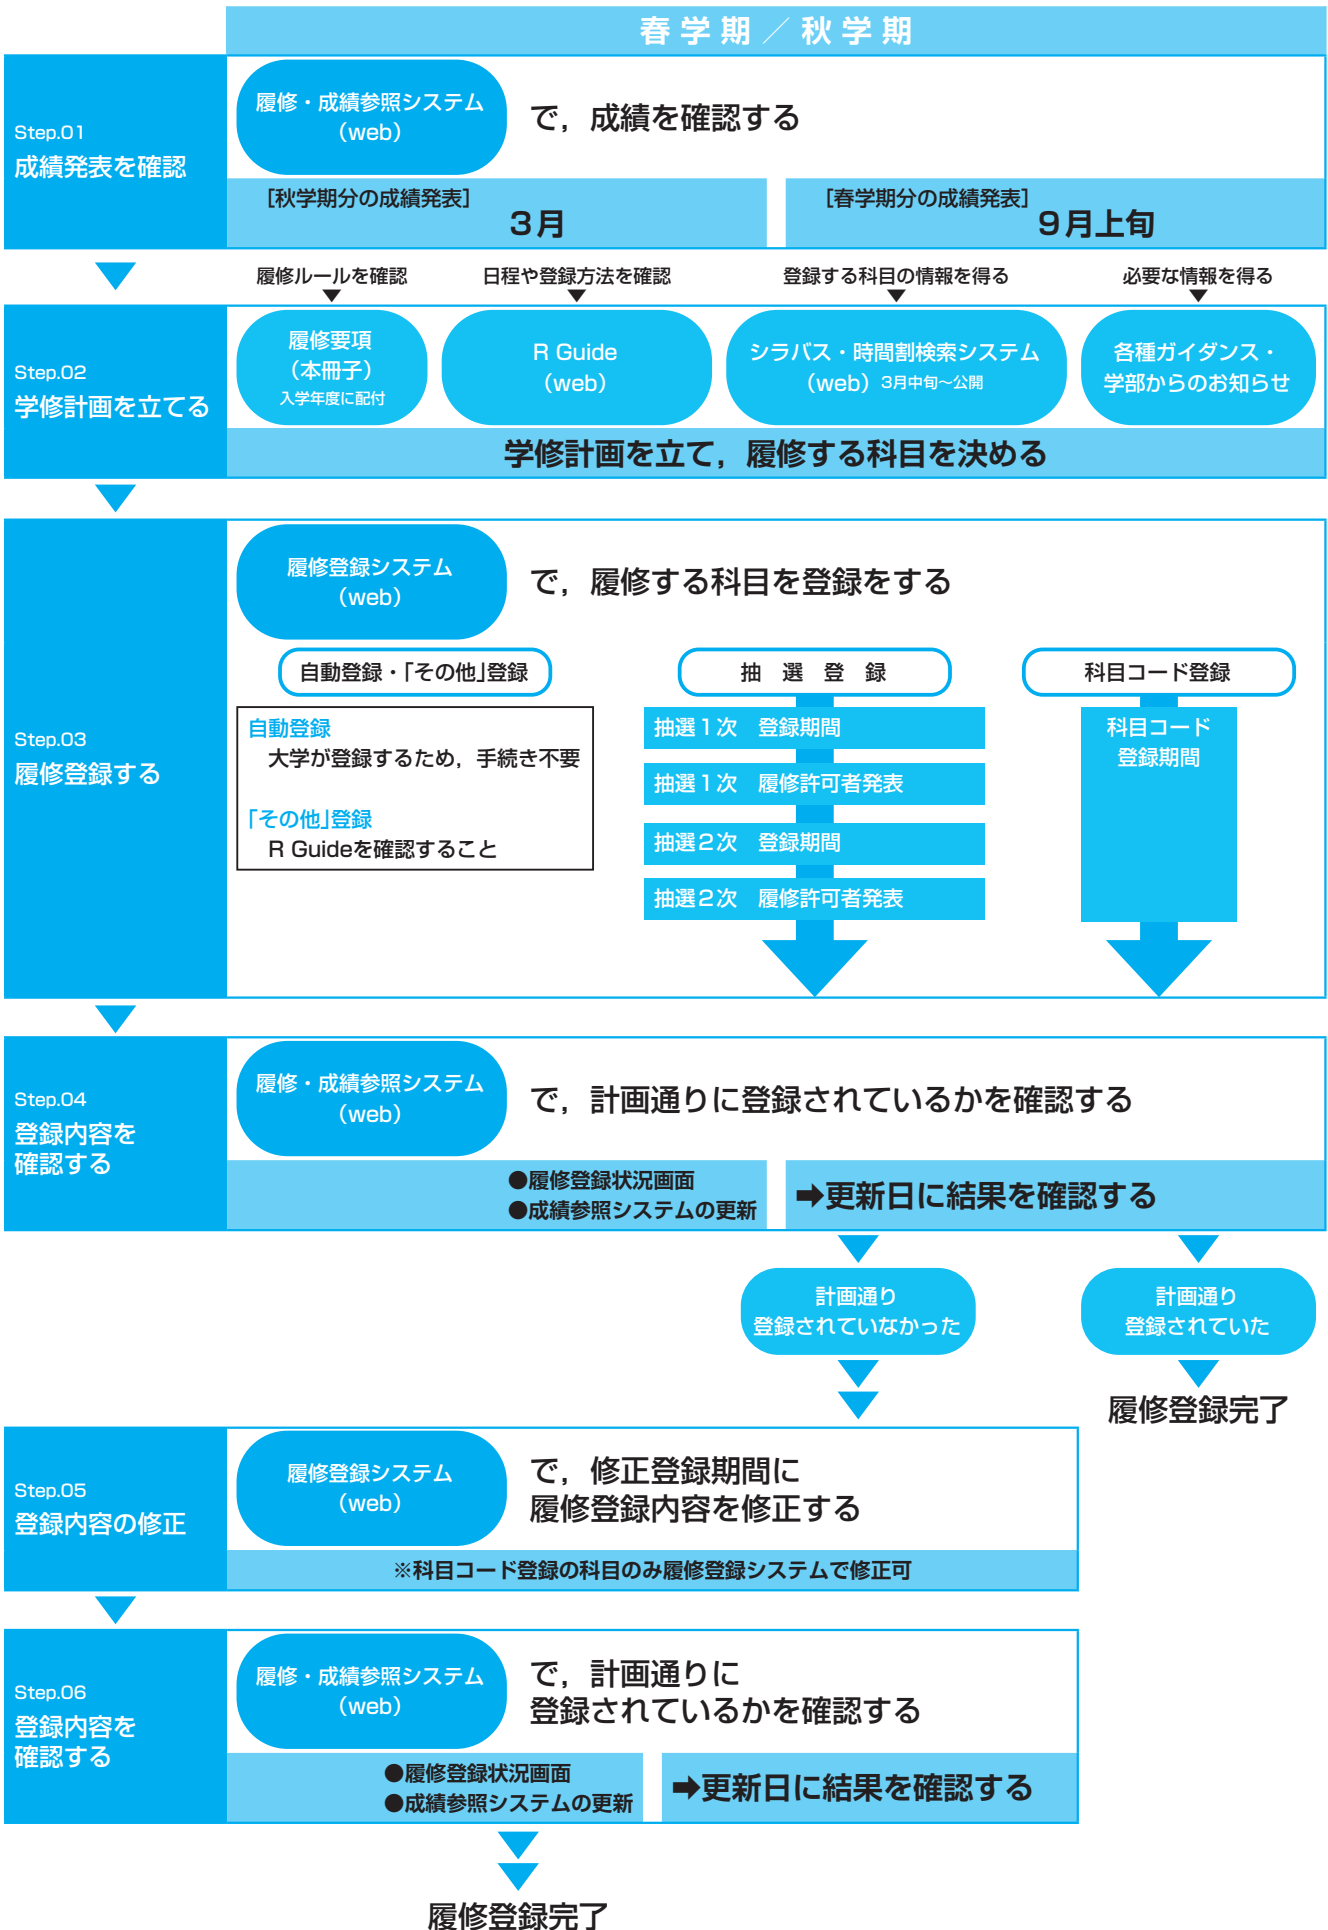 春学期／秋学期
Step.01
成績発表を確認
履修・成績参照システム
（web）
で，成績を確認する
［秋学期分の成績発表］
3月
［春学期分の成績発表］
9月上旬
履修ルールを確認
日程や登録方法を確認
登録する科目の情報を得る
必要な情報を得る
Step.02
学修計画を立てる
履修要項
（本冊子）
入学年度に配付
R Guide
（web）
シラバス・時間割検索システム
（web）3月中旬〜公開
各種ガイダンス・
学部からのお知らせ
学修計画を立て，履修する科目を決める
Step.03
履修登録する
履修登録システム
（web）
で，履修する科目を登録をする
自動登録・「その他」登録
自動登録
大学が登録するため，手続き不要
「その他」登録
R Guideを確認すること
抽　選　登　録
抽選1次　登録期間
抽選1次　履修許可者発表
抽選2次　登録期間
抽選2次　履修許可者発表
科目コード登録
科目コード
登録期間
Step.04
登録内容を
確認する
履修・成績参照システム
（web）
で，計画通りに登録されているかを確認する
●履修登録状況画面
●成績参照システムの更新
➡更新日に結果を確認する
計画通り
登録されていなかった
計画通り
登録されていた
履修登録完了
Step.05
登録内容の修正
履修登録システム
（web）
で，修正登録期間に
履修登録内容を修正する
※科目コード登録の科目のみ履修登録システムで修正可
Step.06
登録内容を
確認する
履修・成績参照システム
（web）
で，計画通りに
登録されているかを確認する
●履修登録状況画面
●成績参照システムの更新
➡更新日に結果を確認する
履修登録完了